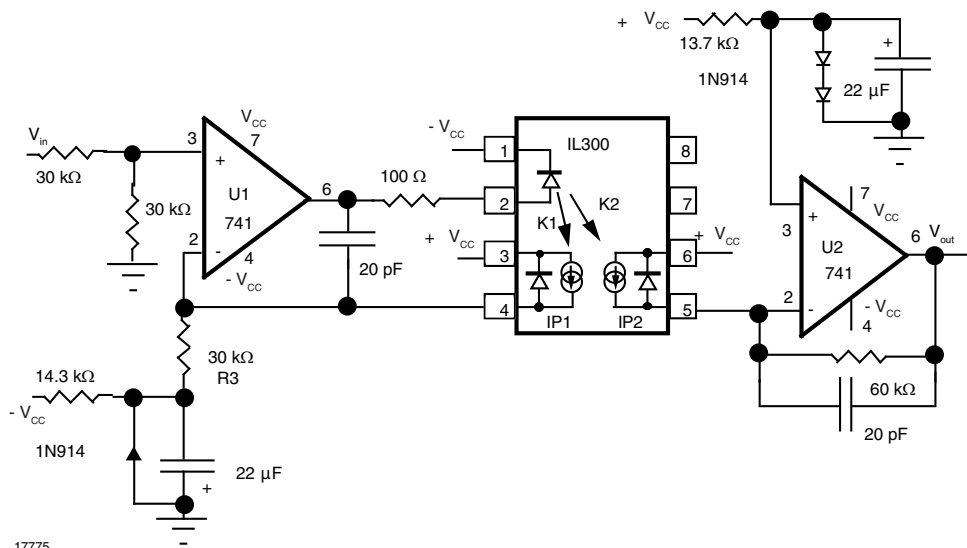 + VCC
13.7 kΩ
1N914
+
22 µF
Vin
30 kΩ
30 kΩ
3
+
VCC
7
U1
741
6
2
-
4
- VCC
100 Ω
20 pF
30 kΩ
R3
14.3 kΩ
- VCC
1N914
22 µF
+
- VCC
+ VCC
IL300
1
2
3
4
8
7
6
5
K1
K2
IP1
IP2
+ VCC
3
+
7
VCC
U2
741
6
Vout
2
-
- VCC
4
60 kΩ
20 pF
17775